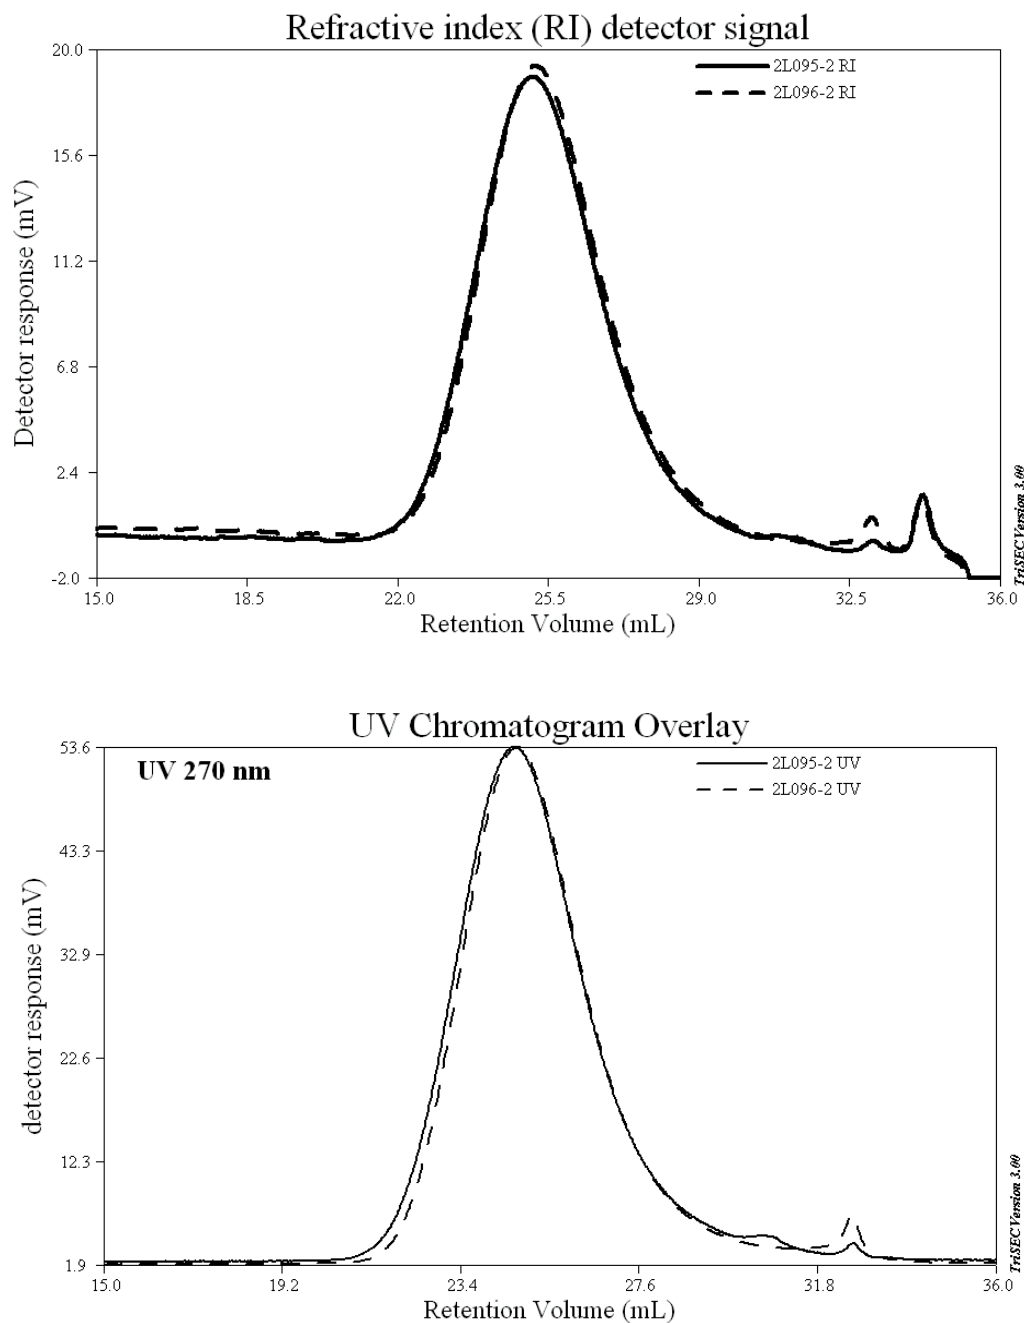 Refractive index (RI) detector signal
20.0
2L095-2 RI
2L096-2 RI
15.6
11.2
6.8
2.4
-2.0
Detector response (mV)
15.0 18.5 22.0 25.5 29.0 32.5 36.0
Retention Volume (mL)
TriSEC Version 3.00
UV Chromatogram Overlay
53.6
UV 270 nm
2L095-2 UV
2L096-2 UV
43.3
32.9
22.6
12.3
1.9
detector response (mV)
15.0 19.2 23.4 27.6 31.8 36.0
Retention Volume (mL)
TriSEC Version 3.00